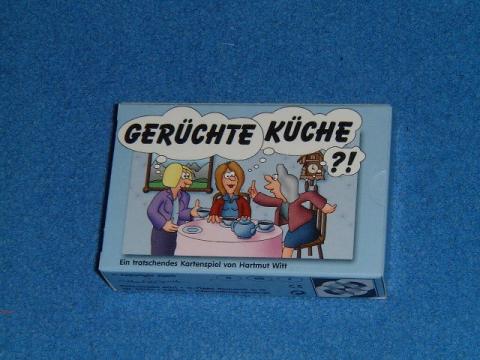 GERÜCHTE KÜCHE
?!
Ein tratschendes Kartenspiel von Hartmut Witt